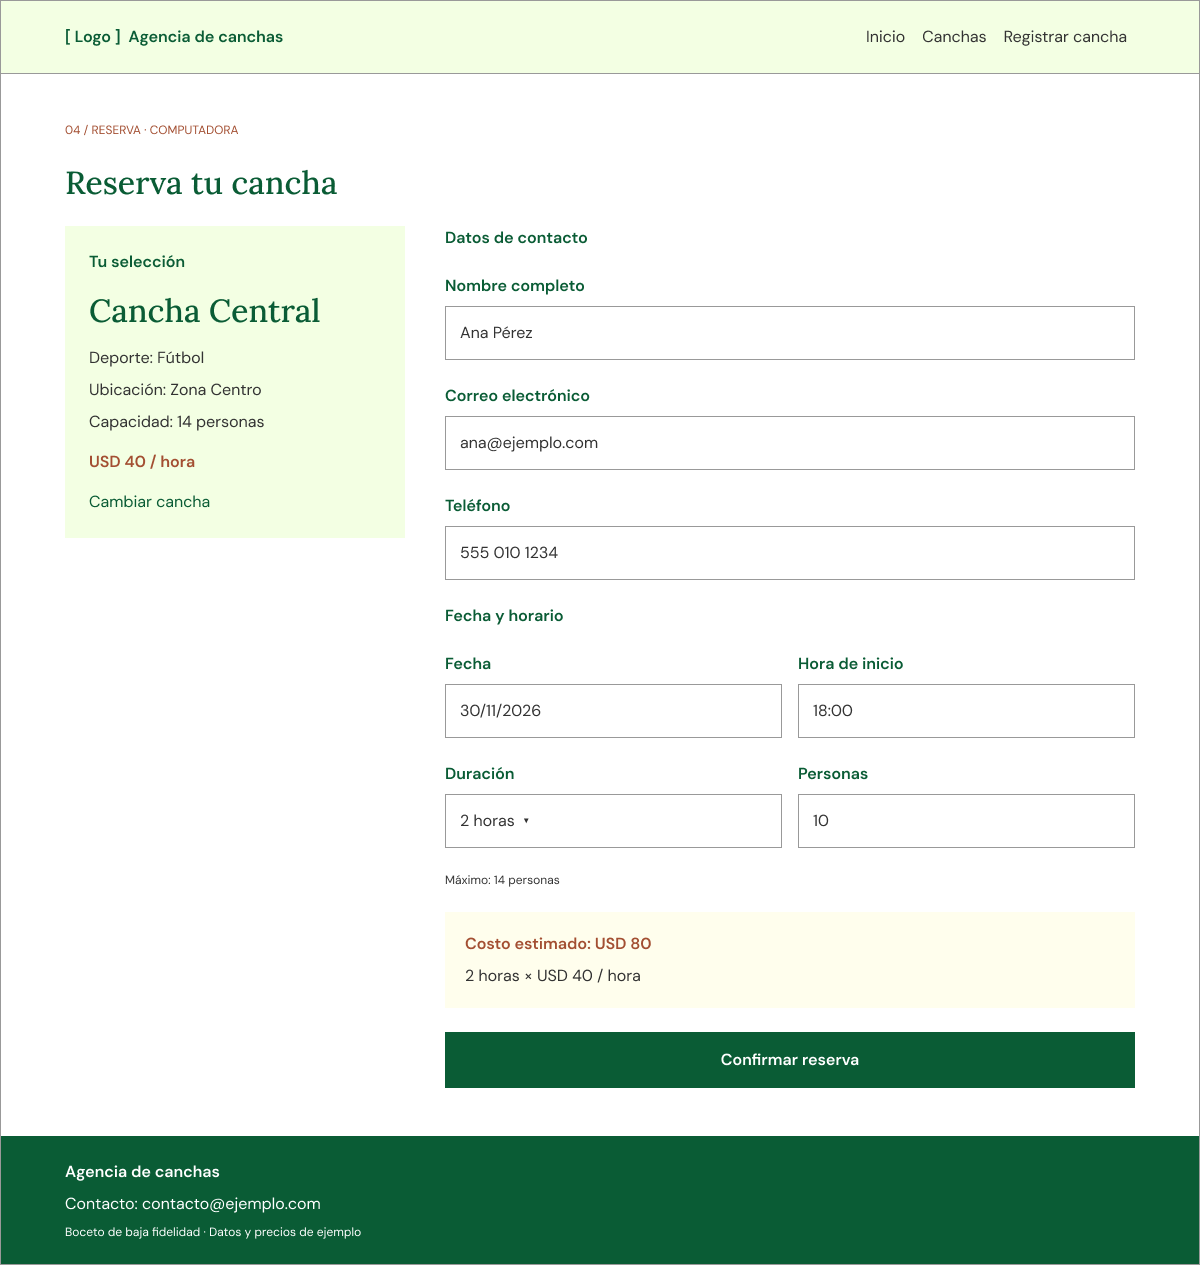 [ Logo ] Agencia de canchas
Inicio Canchas Registrar cancha
04 / RESERVA · COMPUTADORA
Reserva tu cancha
Tu selección
Cancha Central
Deporte: Fútbol
Ubicación: Zona Centro
Capacidad: 14 personas
USD 40 / hora
Cambiar cancha
Datos de contacto
Nombre completo
Ana Pérez
Correo electrónico
ana@ejemplo.com
Teléfono
555 010 1234
Fecha y horario
Fecha
30/11/2026
Hora de inicio
18:00
Duración
2 horas ▾
Personas
10
Máximo: 14 personas
Costo estimado: USD 80
2 horas × USD 40 / hora
Confirmar reserva
Agencia de canchas
Contacto: contacto@ejemplo.com
Boceto de baja fidelidad · Datos y precios de ejemplo